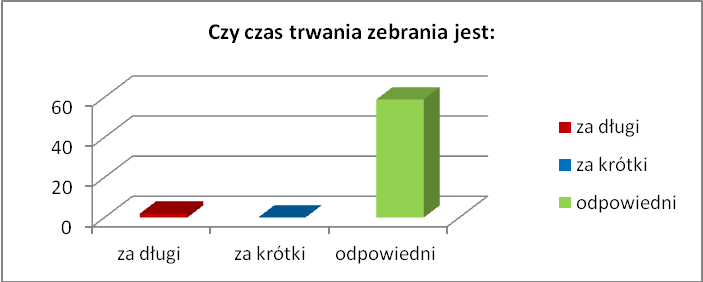 Czy czas trwania zebrania jest:
60
40
20
0
za długi
za krótki
odpowiedni
za długi
za krótki
odpowiedni